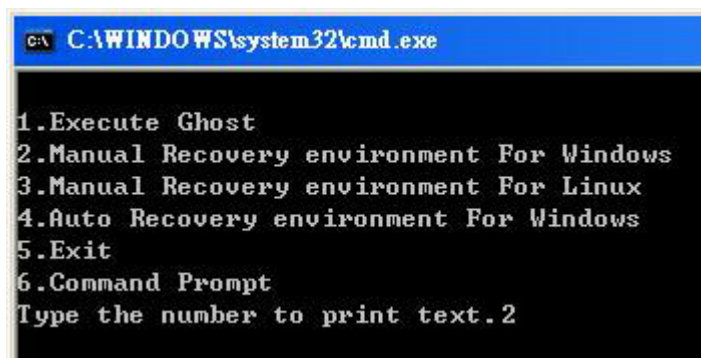 C:\WINDOWS\system32\cmd.exe
1.Execute Ghost
2.Manual Recovery environment For Windows
3.Manual Recovery environment For Linux
4.Auto Recovery environment For Windows
5.Exit
6.Command Prompt
Type the number to print text.2